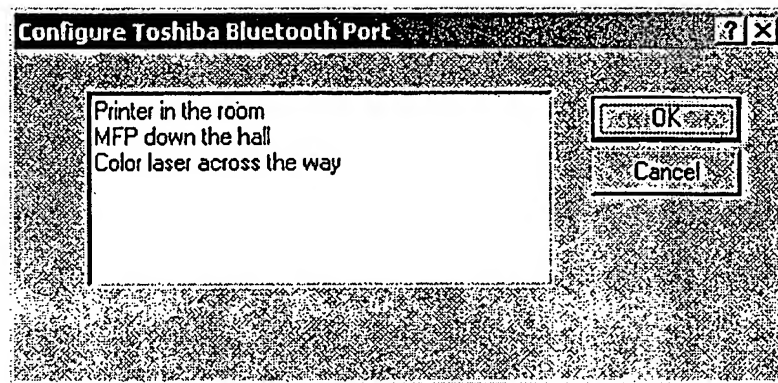 Configure Toshiba Bluetooth Port ? X
Printer in the room
MFP down the hall
Color laser across the way
OK
Cancel